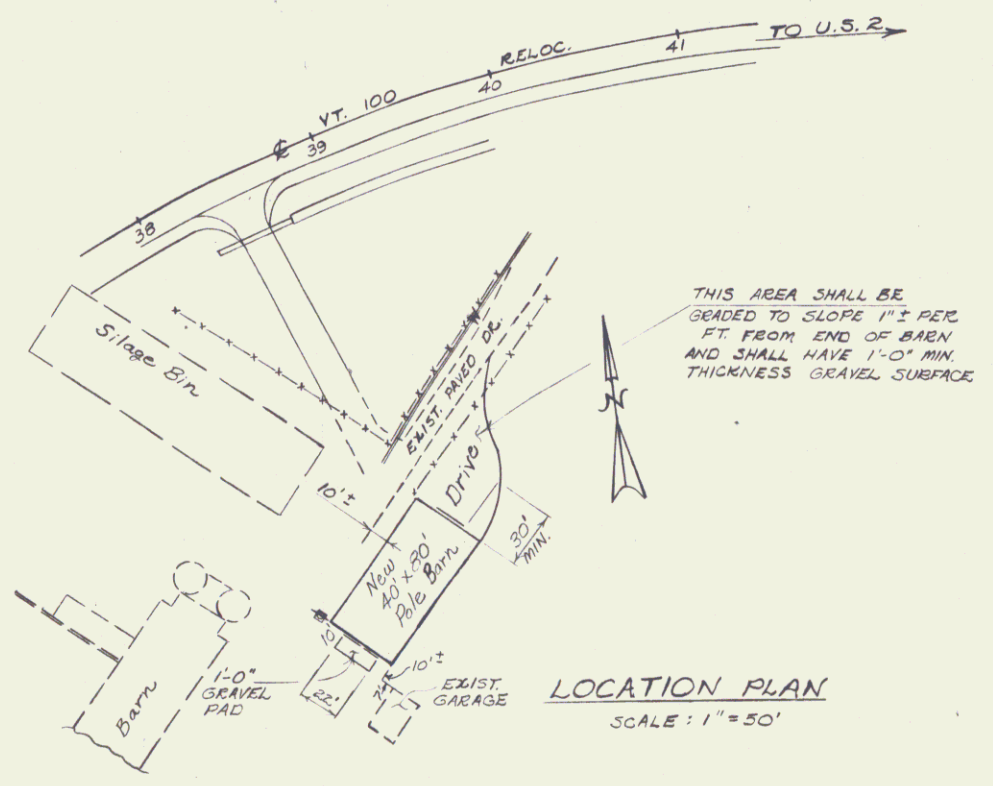 TO U.S. 2
RELOC.
41
40
VT. 100
℄
39
38
THIS AREA SHALL BE
GRADED TO SLOPE 1"± PER
FT. FROM END OF BARN
AND SHALL HAVE 1'-0" MIN.
THICKNESS GRAVEL SURFACE
Silage Bin
EXIST. PAVED DR.
N
Drive
10'±
30'
MIN.
New
40' x 80'
Pole Barn
10
10'±
1'-0"
GRAVEL
PAD
22'
EXIST.
GARAGE
Barn
LOCATION PLAN
SCALE: 1" = 50'